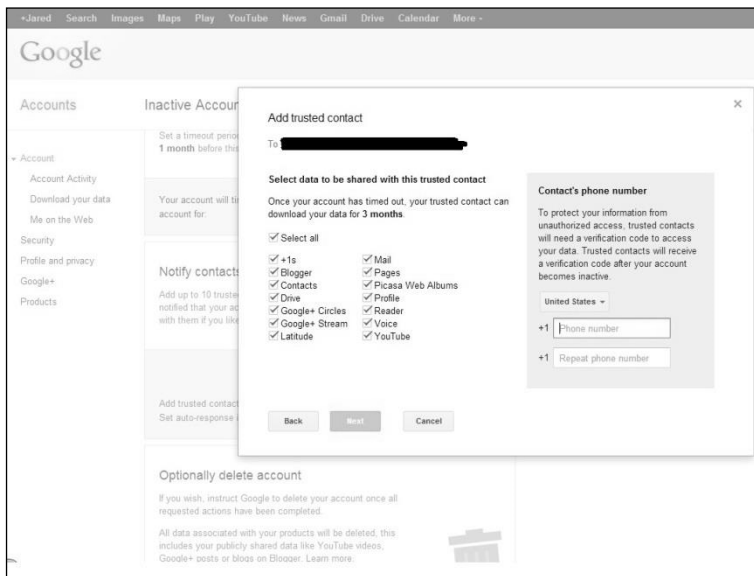 +Jared Search Images Maps Play YouTube News Gmail Drive Calendar More
Google
Accounts
Inactive Accoun
Set a timeout perio
1 month before this
Account
Account Activity
Download your data
Me on the Web
Security
Profile and privacy
Google+
Products
Your account will ti
account for:
Notify contacts
Add up to 10 truste
notified that your ac
with them if you like
Add trusted contact
Set auto-response
Optionally delete account
If you wish, instruct Google to delete your account once all
requested actions have been completed.
All data associated with your products will be deleted, this
includes your publicly shared data like YouTube videos,
Google+ posts or blogs on Blogger. Learn more.
Add trusted contact
To
Select data to be shared with this trusted contact
Once your account has timed out, your trusted contact can
download your data for 3 months.
Select all
+1s
Blogger
Contacts
Drive
Google+ Circles
Google+ Stream
Latitude
Mail
Pages
Picasa Web Albums
Profile
Reader
Voice
YouTube
Back Next Cancel
Contact's phone number
To protect your information from
unauthorized access, trusted contacts
will need a verification code to access
your data. Trusted contacts will receive
a verification code after your account
becomes inactive.
United States
+1 Phone number
+1 Repeat phone number